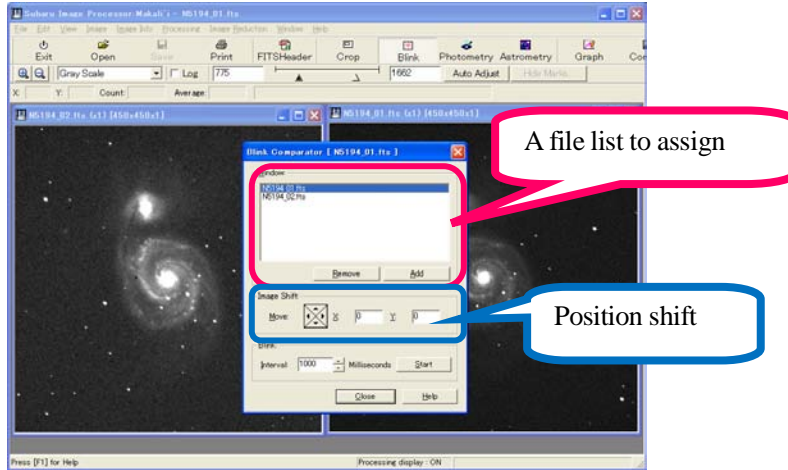 Subaru Image Processor:Makali`i - N5194_01.fts
File Edit View Image Image Info Processing Image Reduction Window Help
Exit Open Save Print FITSHeader Crop Blink Photometry Astrometry Graph
Gray Scale Log 775 1662 Auto Adjust Hide Marks...
X: Y: Count: Average:
N5194_02.fts (x1) [450x450x1]
N5194_01.fts (x1) [450x450x1]
Blink Comparator [ N5194_01.fts ]
Window
N5194_01.fts
N5194_02.fts
Remove Add
Image Shift
Move: X: 0 Y: 0
Blink
Interval: 1000 Milliseconds Start
Close Help
A file list to assign
Position shift
Press [F1] for Help
Processing display : ON